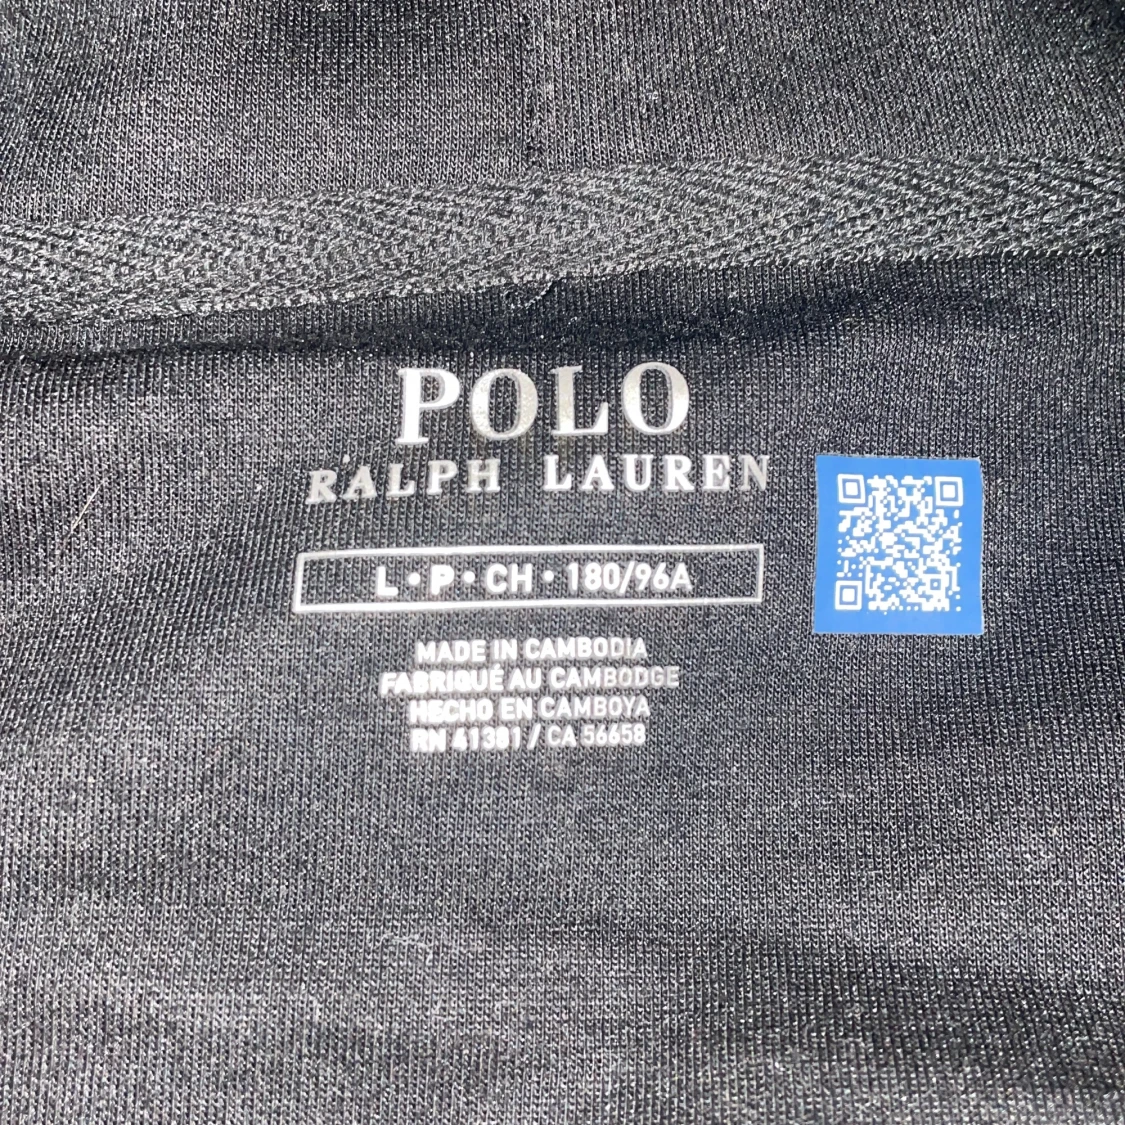 POLO
RALPH LAUREN
L • P • CH • 180/96A
MADE IN CAMBODIA
FABRIQUÉ AU CAMBODGE
HECHO EN CAMBOYA
RN 41381 / CA 56658